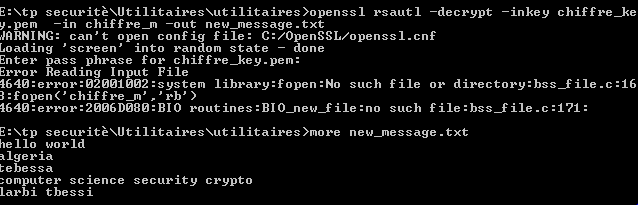 E:\tp securitè\Utilitaires\utilitaires>openssl rsautl -decrypt -inkey chiffre_ke
y.pem  -in chiffre_m -out new_message.txt
WARNING: can't open config file: C:/OpenSSL/openssl.cnf
Loading 'screen' into random state - done
Enter pass phrase for chiffre_key.pem:
Error Reading Input File
4640:error:02001002:system library:fopen:No such file or directory:bss_file.c:16
3:fopen('chiffre_m','rb')
4640:error:2006D080:BIO routines:BIO_new_file:no such file:bss_file.c:171:
E:\tp securitè\Utilitaires\utilitaires>more new_message.txt
hello world
algeria
tebessa
computer science security crypto
larbi tbessi